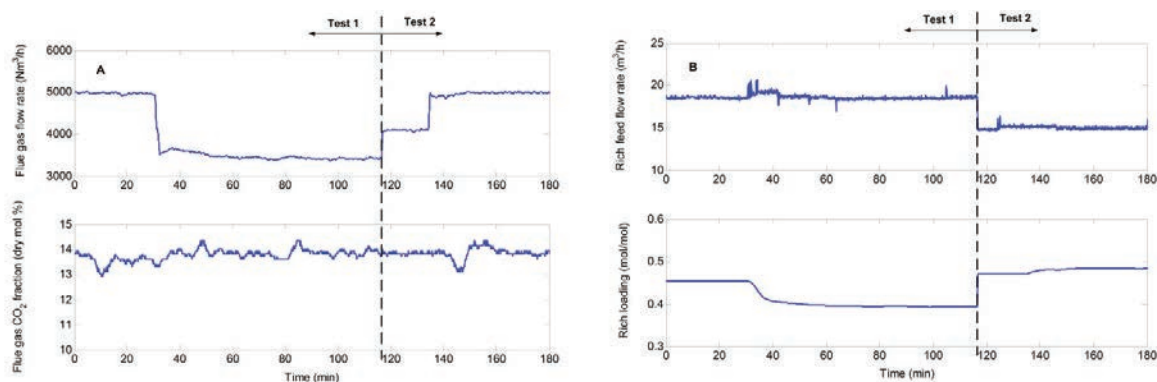 Test 1 Test 2
A
Flue gas flow rate (Nm³/h)
6000
5000
4000
3000
0 20 40 60 80 100 120 140 160 180
Flue gas CO₂ fraction (dry mol %)
15
14
13
12
11
10
0 20 40 60 80 100 120 140 160 180
Time (min)
Test 1 Test 2
B
Rich feed flow rate (m³/h)
25
20
15
10
0 20 40 60 80 100 120 140 160 180
Rich loading (mol/mol)
0.6
0.5
0.4
0.3
0 20 40 60 80 100 120 140 160 180
Time (min)